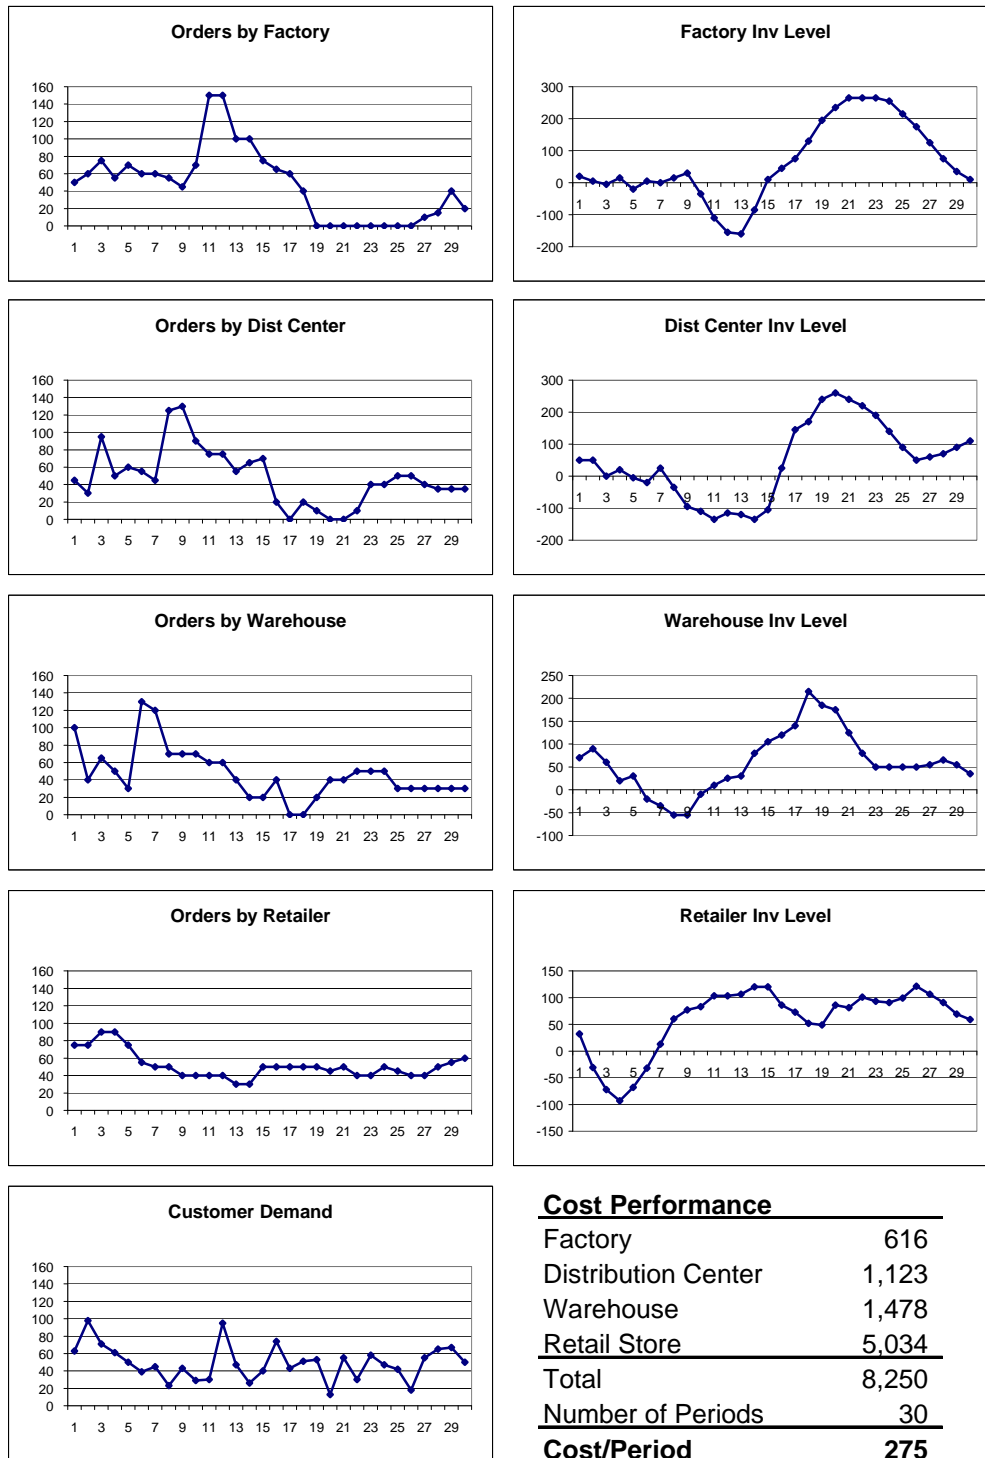 Orders by Factory
160
140
120
100
80
60
40
20
0
1 3 5 7 9 11 13 15 17 19 21 23 25 27 29
Factory Inv Level
300
200
100
0
-100
-200
1 3 5 7 9 11 13 15 17 19 21 23 25 27 29
Orders by Dist Center
160
140
120
100
80
60
40
20
0
1 3 5 7 9 11 13 15 17 19 21 23 25 27 29
Dist Center Inv Level
300
200
100
0
-100
-200
1 3 5 7 9 11 13 15 17 19 21 23 25 27 29
Orders by Warehouse
160
140
120
100
80
60
40
20
0
1 3 5 7 9 11 13 15 17 19 21 23 25 27 29
Warehouse Inv Level
250
200
150
100
50
0
-50
-100
1 3 5 7 9 11 13 15 17 19 21 23 25 27 29
Orders by Retailer
160
140
120
100
80
60
40
20
0
1 3 5 7 9 11 13 15 17 19 21 23 25 27 29
Retailer Inv Level
150
100
50
0
-50
-100
-150
1 3 5 7 9 11 13 15 17 19 21 23 25 27 29
Customer Demand
160
140
120
100
80
60
40
20
0
1 3 5 7 9 11 13 15 17 19 21 23 25 27 29
Cost Performance
Factory 616
Distribution Center 1,123
Warehouse 1,478
Retail Store 5,034
Total 8,250
Number of Periods 30
Cost/Period 275